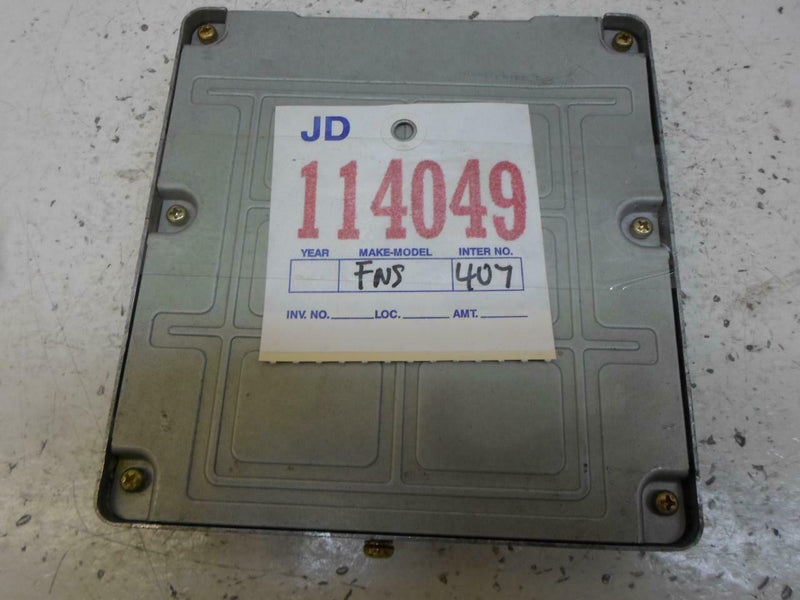 JD
114049
YEAR MAKE-MODEL INTER NO.
FNS 407
INV. NO. LOC. AMT.